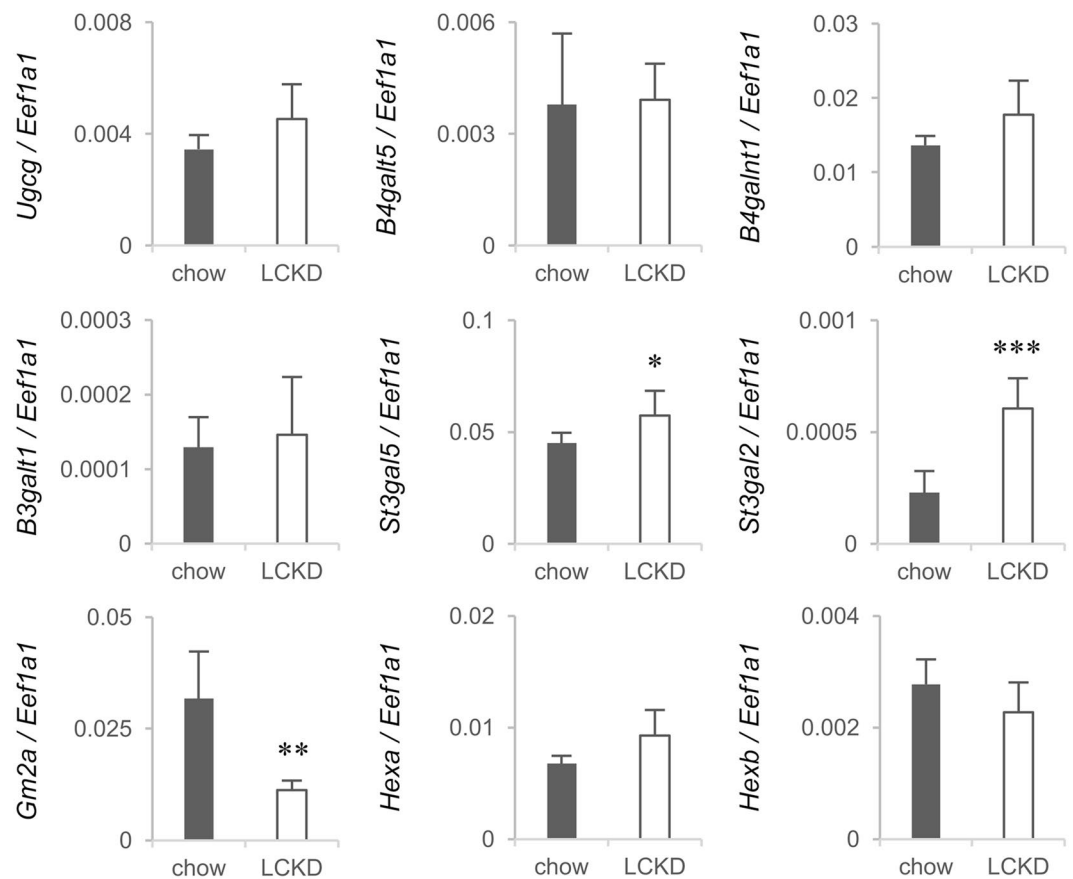 Ugcg / Eef1a1
0.008
0.004
0
chow LCKD
B4galt5 / Eef1a1
0.006
0.003
0
chow LCKD
B4galnt1 / Eef1a1
0.03
0.02
0.01
0
chow LCKD
B3galt1 / Eef1a1
0.0003
0.0002
0.0001
0
chow LCKD
St3gal5 / Eef1a1
0.1
0.05
0
*
chow LCKD
St3gal2 / Eef1a1
0.001
0.0005
0
***
chow LCKD
Gm2a / Eef1a1
0.05
0.025
0
**
chow LCKD
Hexa / Eef1a1
0.02
0.01
0
chow LCKD
Hexb / Eef1a1
0.004
0.002
0.000
chow LCKD